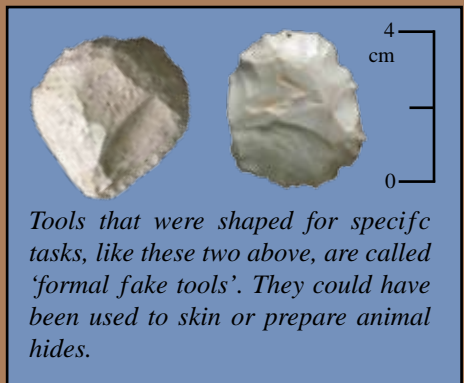 4
cm
0
Tools that were shaped for specifc
tasks, like these two above, are called
‘formal fake tools’. They could have
been used to skin or prepare animal
hides.